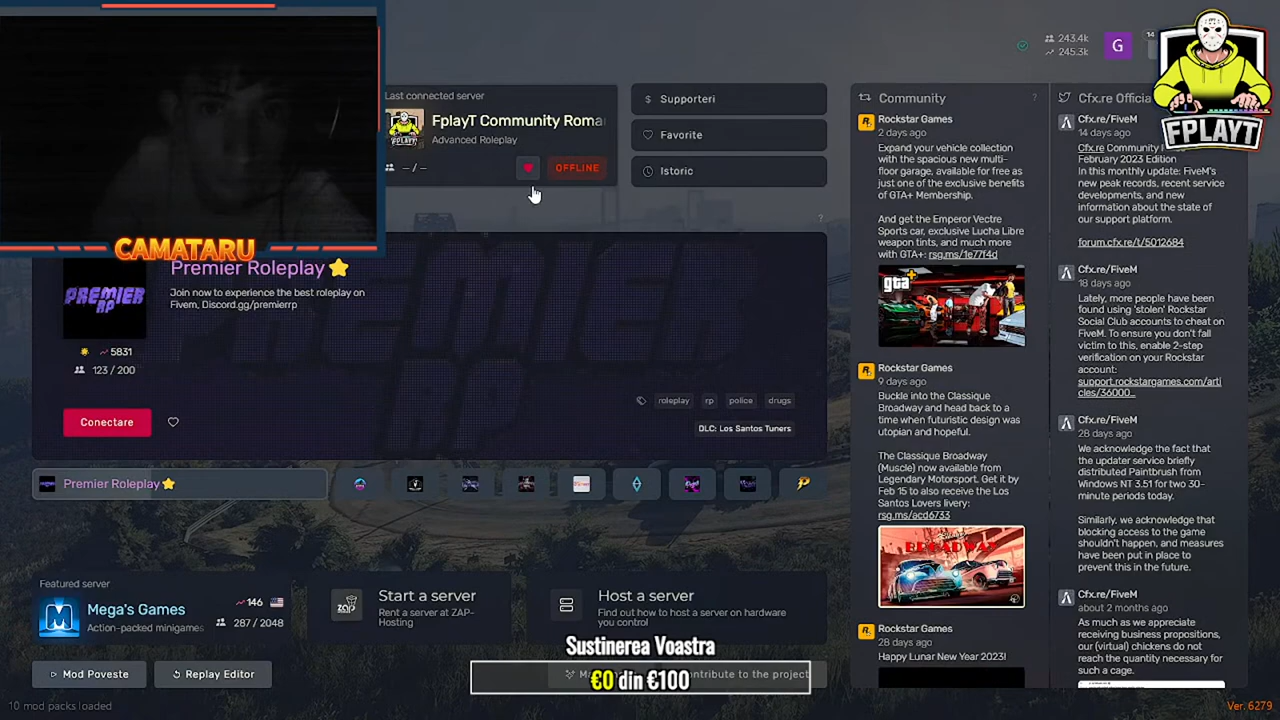 CAMATARU
Last connected server
FplayT Community Roma
Advanced Roleplay
– / –
OFFLINE
$ Supporteri
Favorite
Istoric
?
243.4k
245.3k
G
14
FPLAYT
Premier Roleplay⭐
PREMIER
RP
Join now to experience the best roleplay on
Fivem, Discord.gg/premierrp
5831
123 / 200
Conectare
roleplay rp police drugs
DLC: Los Santos Tuners
Premier Roleplay⭐
Featured server
Mega's Games
Action-packed minigames
146
287 / 2048
ZAP
Start a server
Rent a server at ZAP-
Hosting
Host a server
Find out how to host a server on hardware
you control
Mod Poveste
Replay Editor
Sustinerea Voastra
€0 din €100
ontribute to the project
10 mod packs loaded
Community ?
Rockstar Games
2 days ago
Expand your vehicle collection
with the spacious new multi-
floor garage, available for free as
just one of the exclusive benefits
of GTA+ Membership.
And get the Emperor Vectre
Sports car, exclusive Lucha Libre
weapon tints, and much more
with GTA+: rsg.ms/1e77f4d
gta+
Rockstar Games
9 days ago
Buckle into the Classique
Broadway and head back to a
time when futuristic design was
utopian and hopeful.
The Classique Broadway
(Muscle) now available from
Legendary Motorsport. Get it by
Feb 15 to also receive the Los
Santos Lovers livery:
rsg.ms/acd6733
BROADWAY
Rockstar Games
28 days ago
Happy Lunar New Year 2023!
Cfx.re Officia
Cfx.re/FiveM
14 days ago
Cfx.re Community
February 2023 Edition
In this monthly update: FiveM's
new peak records, recent service
developments, and new
information about the state of
our support platform.
forum.cfx.re/t/5012684
Cfx.re/FiveM
18 days ago
Lately, more people have been
found using 'stolen' Rockstar
Social Club accounts to cheat on
FiveM. To ensure you don't fall
victim to this, enable 2-step
verification on your Rockstar
account:
support.rockstargames.com/arti
cles/36000...
Cfx.re/FiveM
28 days ago
We acknowledge the fact that
the updater service briefly
distributed Paintbrush from
Windows NT 3.51 for two 30-
minute periods today.
Similarly, we acknowledge that
blocking access to the game
shouldn't happen, and measures
have been put in place to
prevent this in the future.
Cfx.re/FiveM
about 2 months ago
As much as we appreciate
receiving business propositions,
our (virtual) chickens do not
reach the quantity necessary for
such a cage.
Ver. 6279